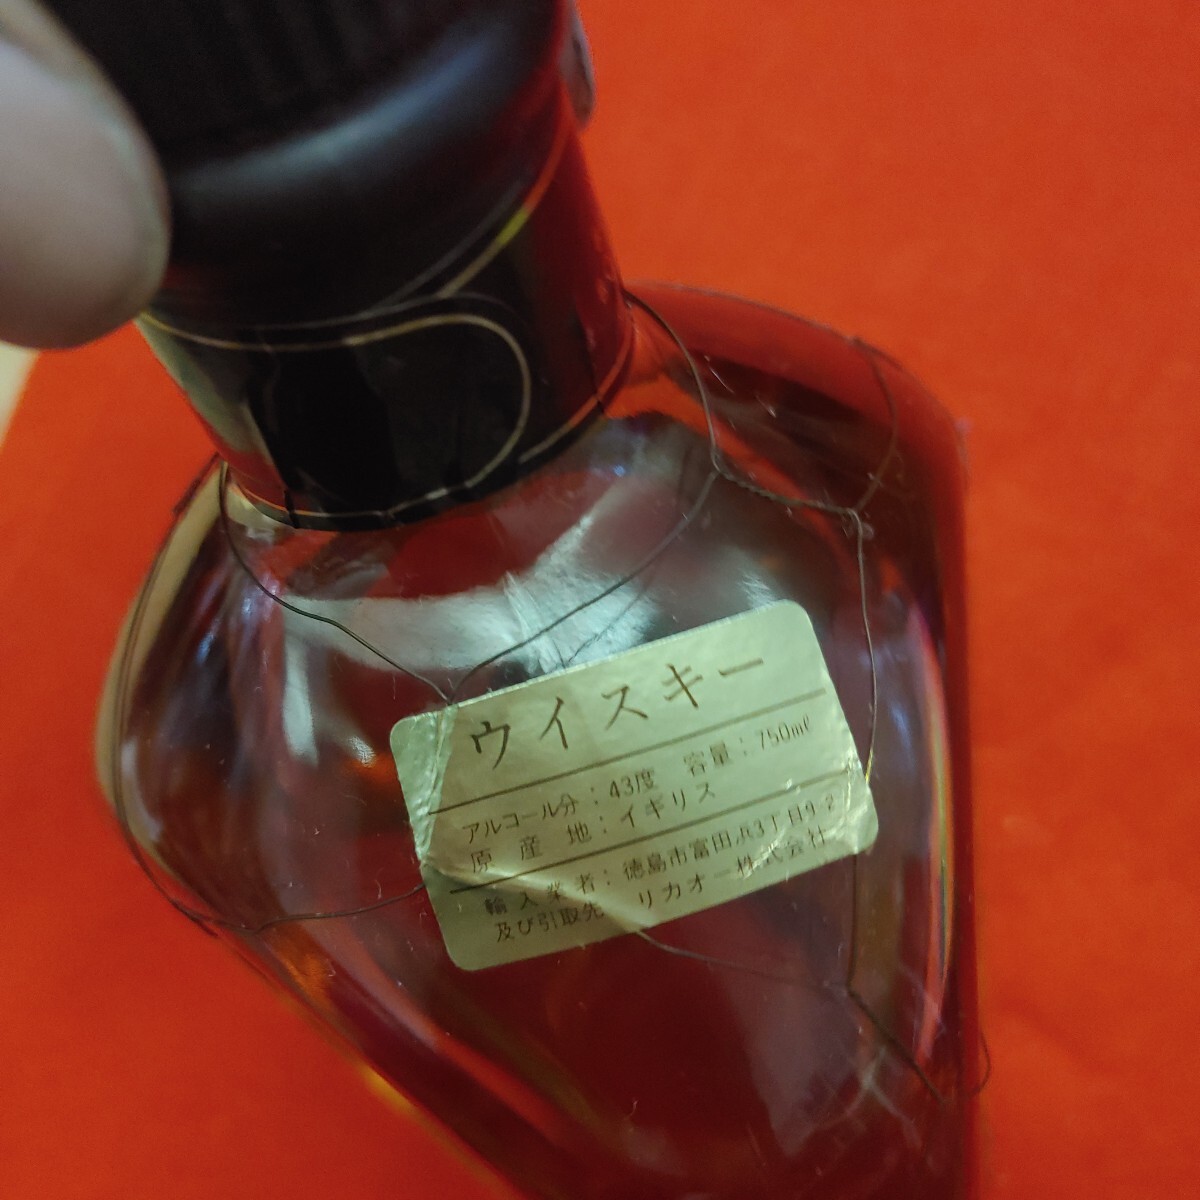 ウイスキー
アルコール分：43度 容量：750mℓ
原産地：イギリス
輸入業者：徳島市富田浜3丁目9-2
及び引取先 リカオー株式会社